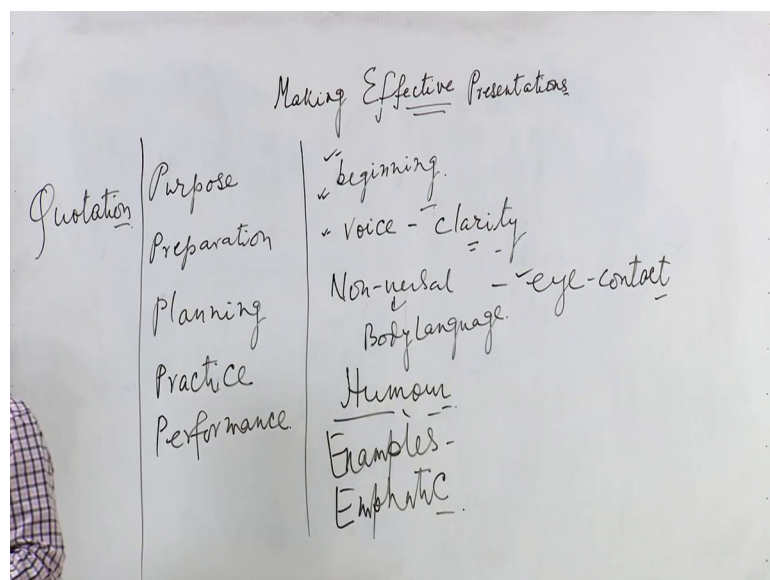 Making Effective Presentations
Quotation
Purpose
Preparation
Planning
Practice
Performance
beginning.
voice - clarity
Non-verbal - eye-contact
Body Language.
Humour
Examples-
Emphatic.